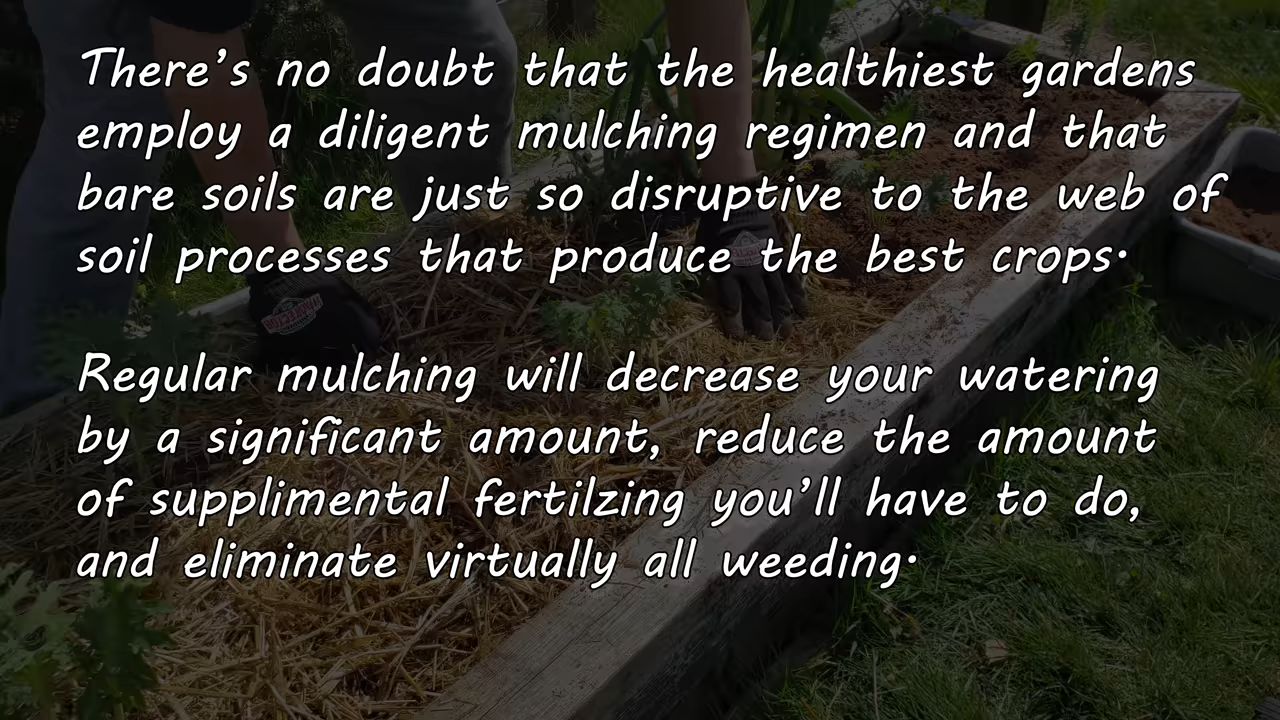 There’s no doubt that the healthiest gardens
employ a diligent mulching regimen and that
bare soils are just so disruptive to the web of
soil processes that produce the best crops.
Regular mulching will decrease your watering
by a significant amount, reduce the amount
of supplimental fertilzing you’ll have to do,
and eliminate virtually all weeding.